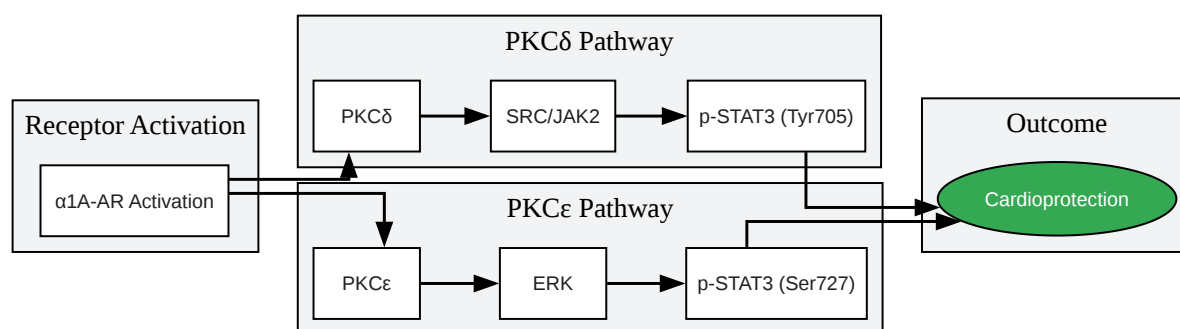 Receptor Activation
α1A-AR Activation
PKCδ Pathway
PKCδ
SRC/JAK2
p-STAT3 (Tyr705)
PKCε Pathway
PKCε
ERK
p-STAT3 (Ser727)
Outcome
Cardioprotection